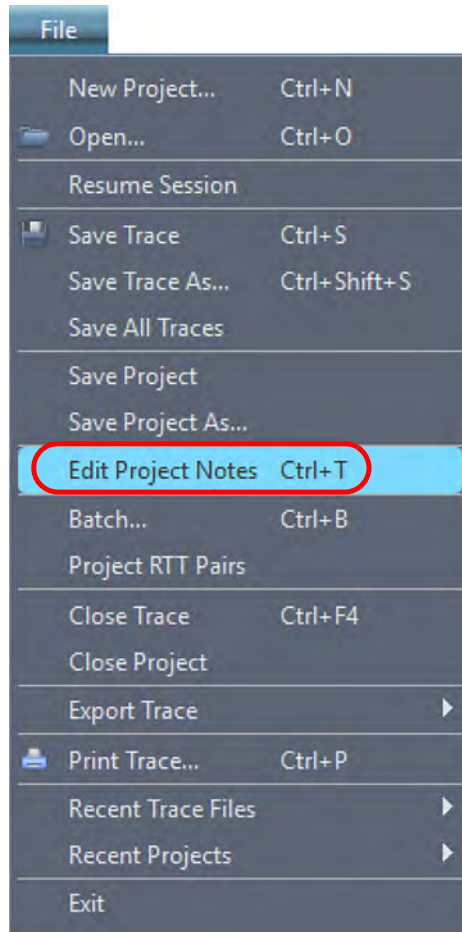 File
New Project... Ctrl+N
Open... Ctrl+O
Resume Session
Save Trace Ctrl+S
Save Trace As... Ctrl+Shift+S
Save All Traces
Save Project
Save Project As...
Edit Project Notes Ctrl+T
Batch... Ctrl+B
Project RTT Pairs
Close Trace Ctrl+F4
Close Project
Export Trace
Print Trace... Ctrl+P
Recent Trace Files
Recent Projects
Exit